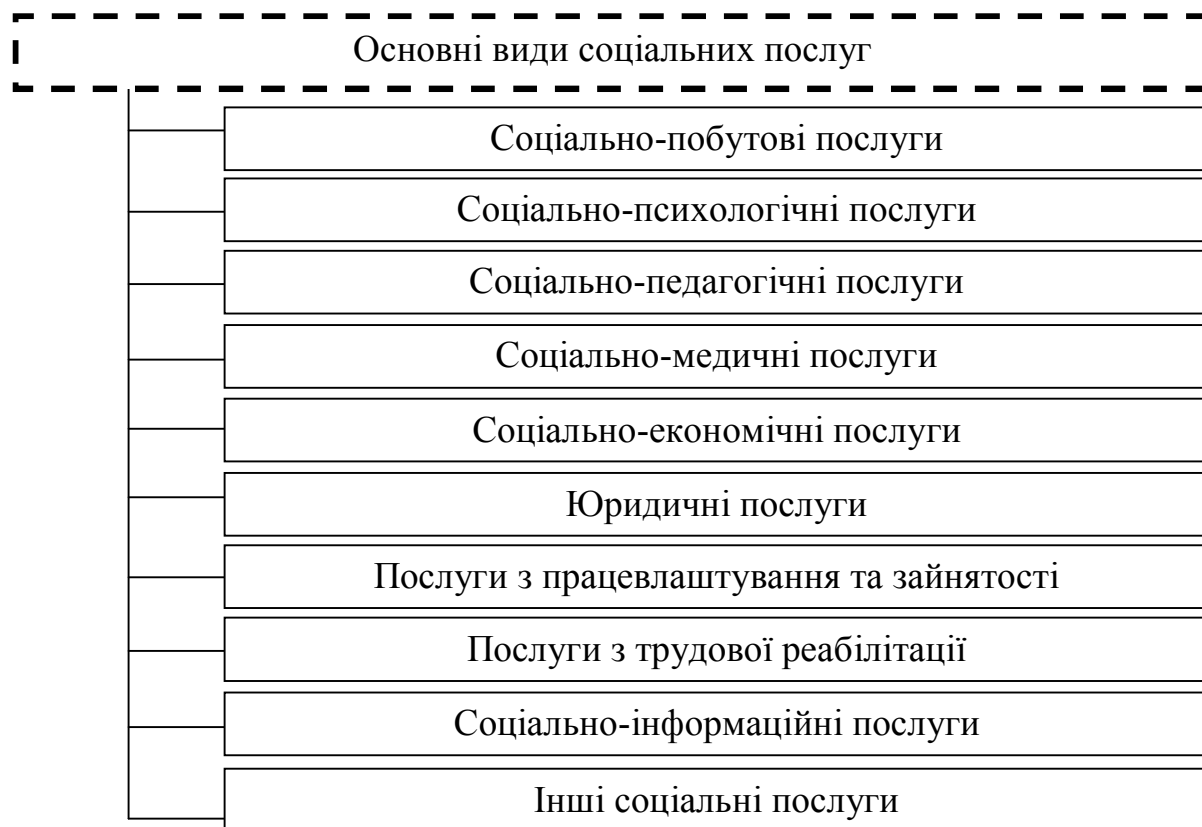 Основні види соціальних послуг
Соціально-побутові послуги
Соціально-психологічні послуги
Соціально-педагогічні послуги
Соціально-медичні послуги
Соціально-економічні послуги
Юридичні послуги
Послуги з працевлаштування та зайнятості
Послуги з трудової реабілітації
Соціально-інформаційні послуги
Інші соціальні послуги